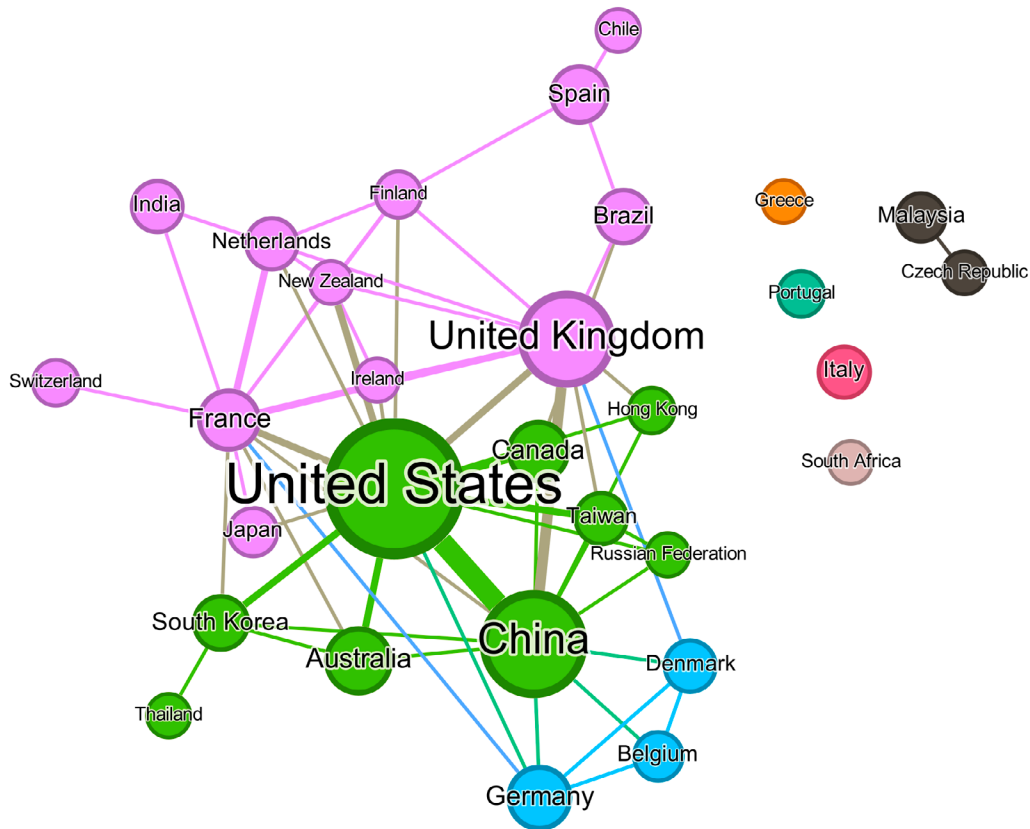 Chile
Spain
Finland
India
Greece
Malaysia
Brazil
Netherlands
Czech Republic
New Zealand
Portugal
United Kingdom
Italy
Ireland
Switzerland
Hong Kong
France
Canada
South Africa
United States
Taiwan
Japan
Russian Federation
South Korea
China
Australia
Denmark
Thailand
Belgium
Germany